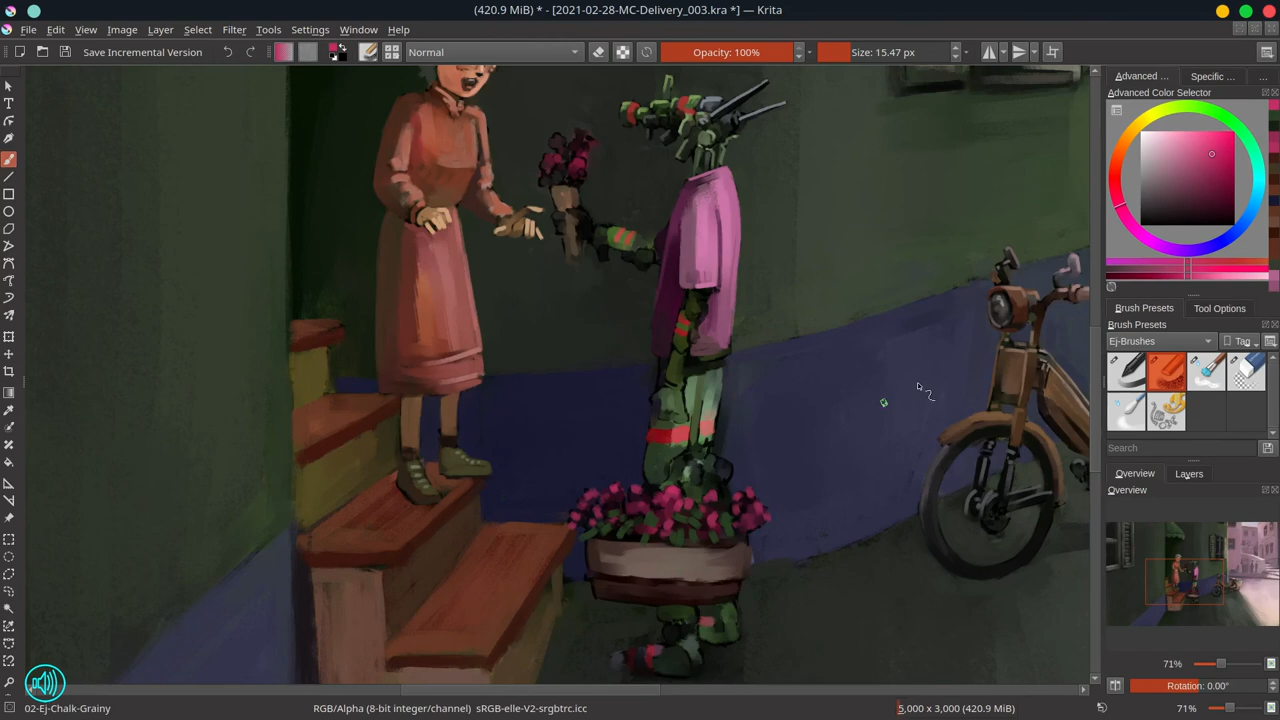 (420.9 MiB) * - [2021-02-28-MC-Delivery_003.kra *] — Krita
File Edit View Image Layer Select Filter Tools Settings Window Help
Save Incremental Version Normal Opacity: 100% Size: 15.47 px
Advanced ... Specific ... ...
Advanced Color Selector
Brush Presets Tool Options
Brush Presets
Ej-Brushes Tag
Search
Overview Layers
Overview
71%
Rotation: 0.00°
02-Ej-Chalk-Grainy RGB/Alpha (8-bit integer/channel) sRGB-elle-V2-srgbtrc.icc 5,000 x 3,000 (420.9 MiB) 71%